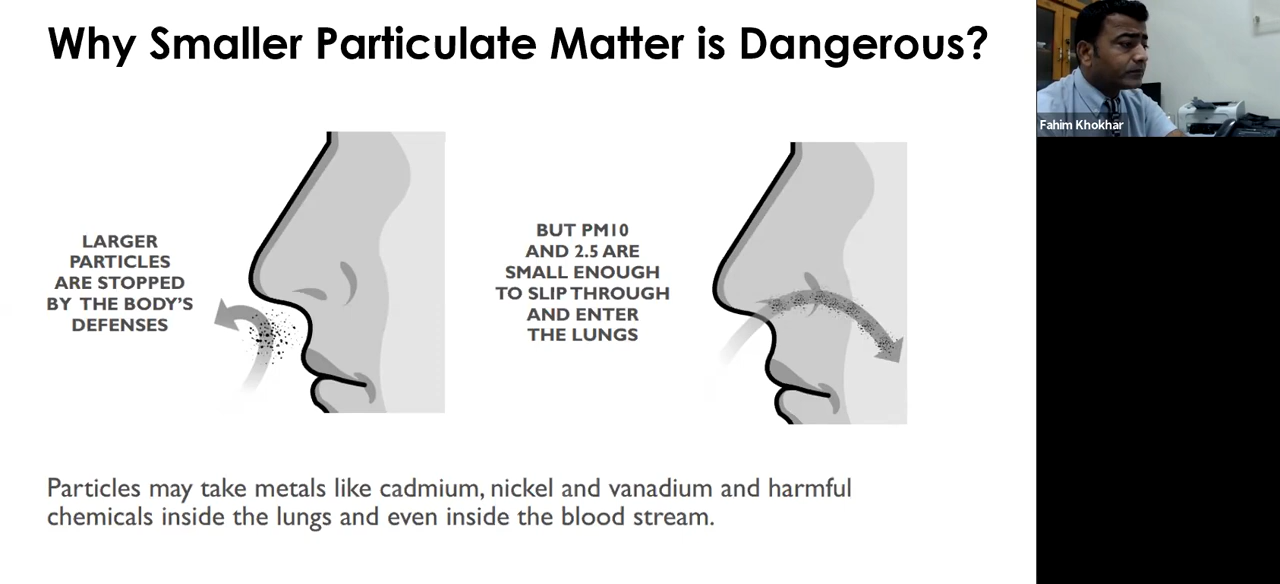 Why Smaller Particulate Matter is Dangerous?
Fahim Khokhar
LARGER
PARTICLES
ARE STOPPED
BY THE BODY'S
DEFENSES
BUT PM10
AND 2.5 ARE
SMALL ENOUGH
TO SLIP THROUGH
AND ENTER
THE LUNGS
Particles may take metals like cadmium, nickel and vanadium and harmful
chemicals inside the lungs and even inside the blood stream.